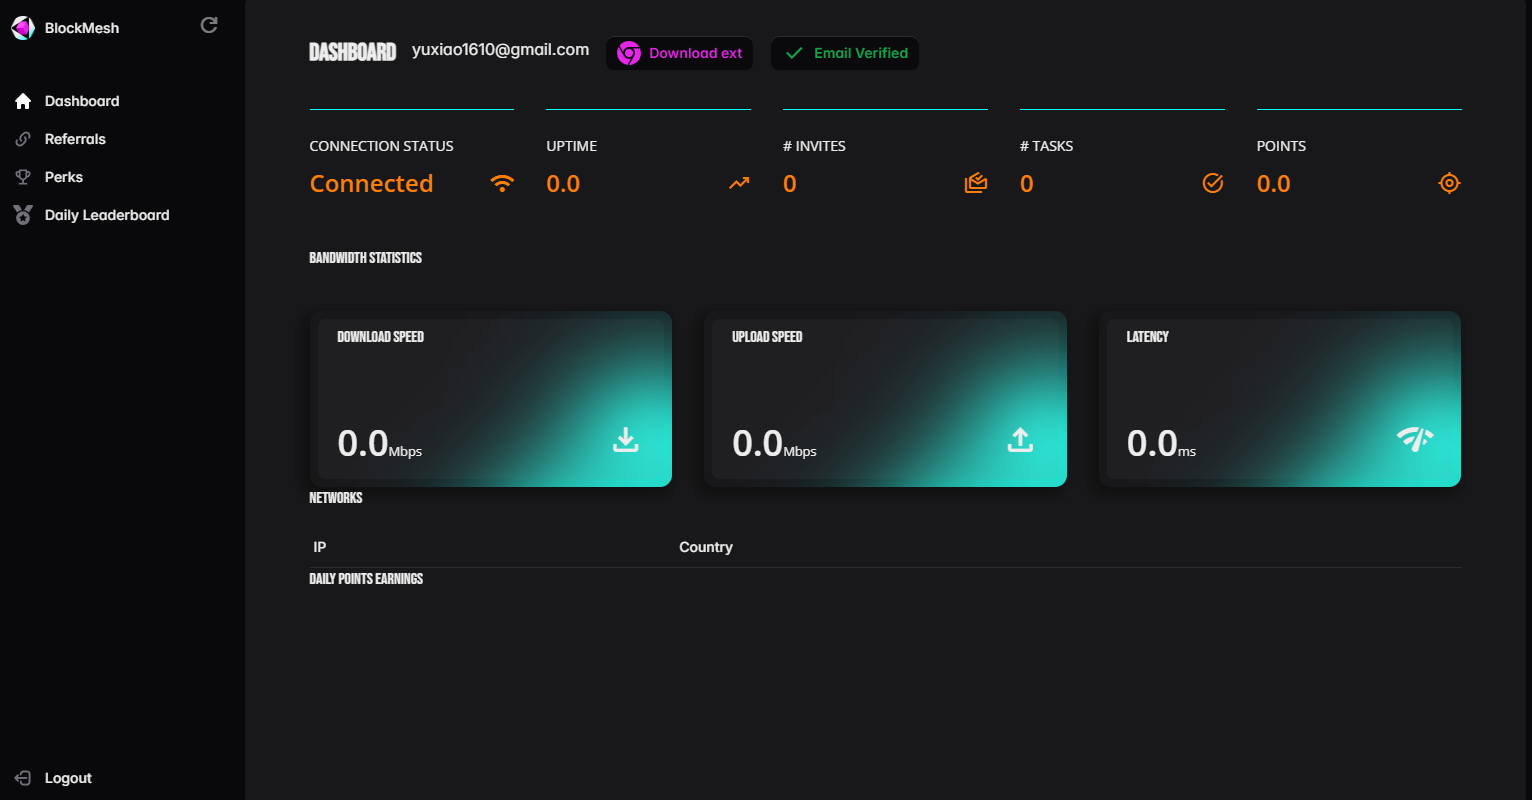 BlockMesh
Dashboard
Referrals
Perks
Daily Leaderboard
Logout
DASHBOARD yuxiao1610@gmail.com Download ext Email Verified
CONNECTION STATUS
Connected
UPTIME
0.0
# INVITES
0
# TASKS
0
POINTS
0.0
BANDWIDTH STATISTICS
DOWNLOAD SPEED
0.0Mbps
UPLOAD SPEED
0.0Mbps
LATENCY
0.0ms
NETWORKS
IP Country
DAILY POINTS EARNINGS